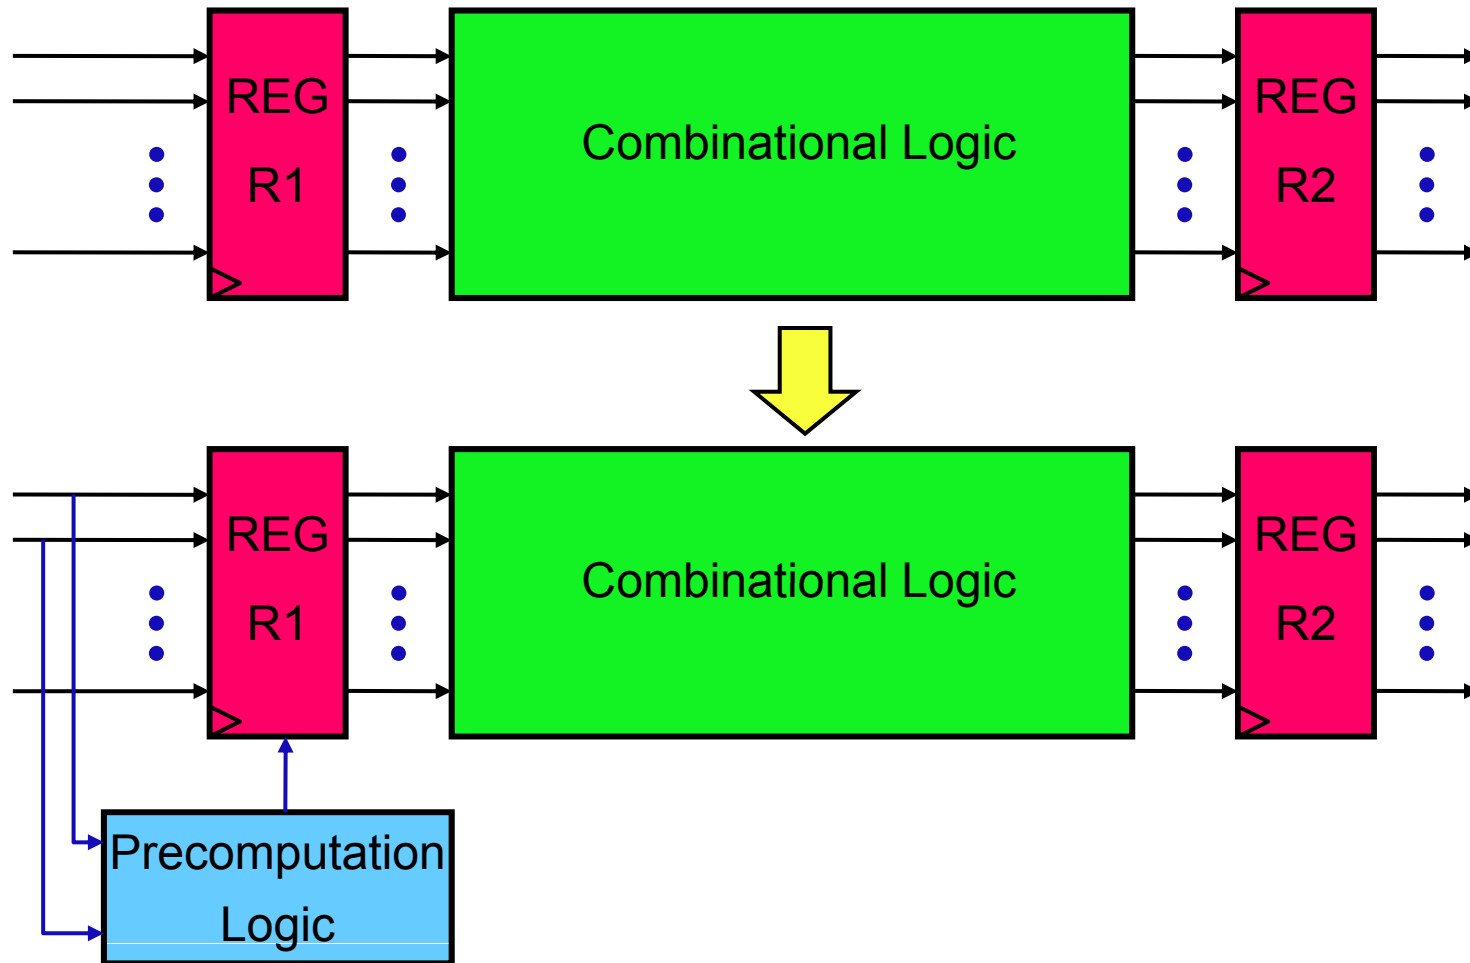 REG
R1
Combinational Logic
REG
R2
REG
R1
Combinational Logic
REG
R2
Precomputation
Logic